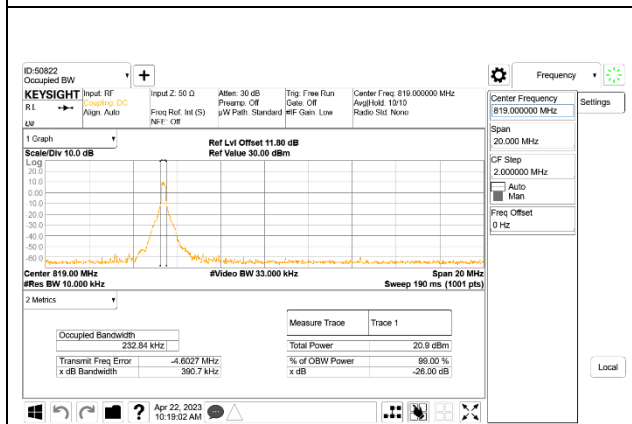 ID:50822
Occupied BW
+
Frequency
KEYSIGHT
Input: RF
Input Z: 50 Ω
Atten: 30 dB
Trig: Free Run
Center Freq: 819.000000 MHz
R L
Coupling: DC
Preamp: Off
Gate: Off
Avg|Hold: 10/10
Align: Auto
Freq Ref: Int (S)
µW Path: Standard
#IF Gain: Low
Radio Std: None
NFE: Off
Center Frequency
819.000000 MHz
Settings
Span
20.000 MHz
CF Step
2.000000 MHz
Auto
Man
Freq Offset
0 Hz
1 Graph
Ref Lvl Offset 11.80 dB
Scale/Div 10.0 dB
Ref Value 30.00 dBm
Log
20.0
10.0
0.00
-10.0
-20.0
-30.0
-40.0
-50.0
-60.0
Center 819.00 MHz
#Video BW 33.000 kHz
Span 20 MHz
#Res BW 10.000 kHz
Sweep 190 ms (1001 pts)
2 Metrics
Measure Trace
Trace 1
Occupied Bandwidth
232.84 kHz
Total Power
20.9 dBm
Transmit Freq Error
-4.6027 MHz
% of OBW Power
99.00 %
x dB Bandwidth
390.7 kHz
x dB
-26.00 dB
Local
?
Apr 22, 2023
10:19:02 AM